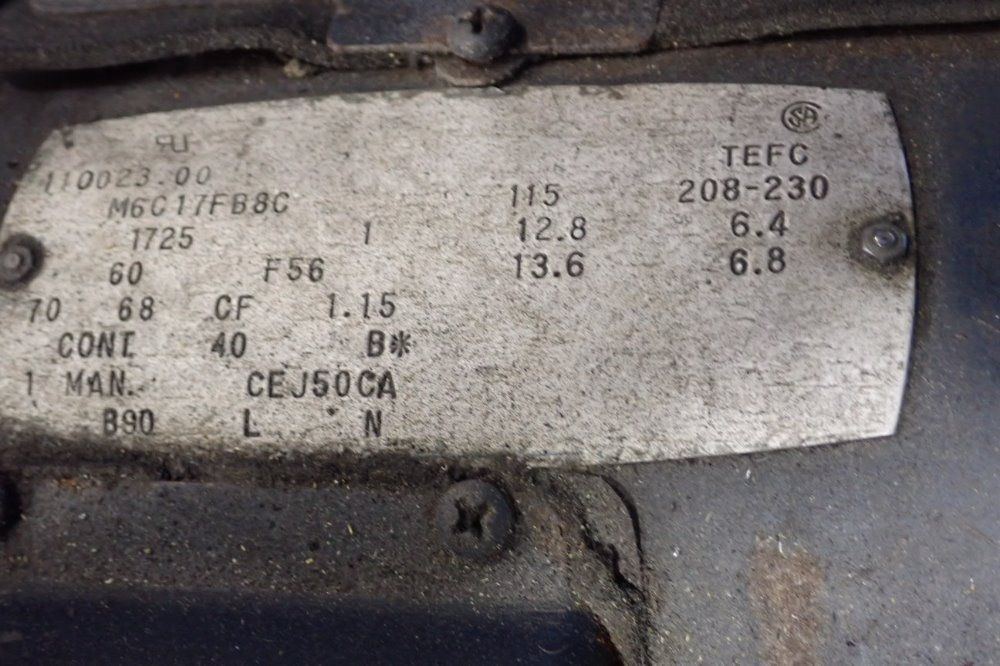 SA
TEFC
110023.00
M6C17FB8C 115 208-230
1725 1 12.8 6.4
60 F56 13.6 6.8
70 68 CF 1.15
CONT 40 B*
1 MAN. CEJ50CA
B90 L N